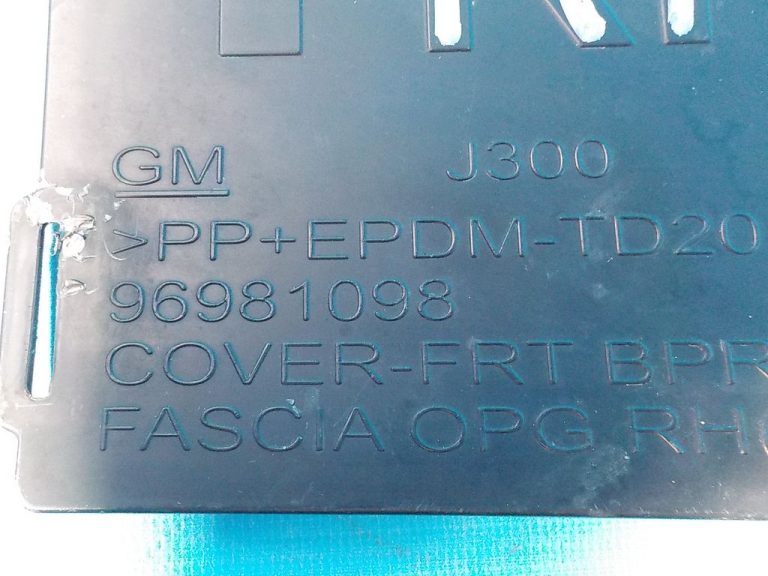 GM J300
>PP+EPDM-TD20
96981098
COVER-FRT BPR
FASCIA OPG RH